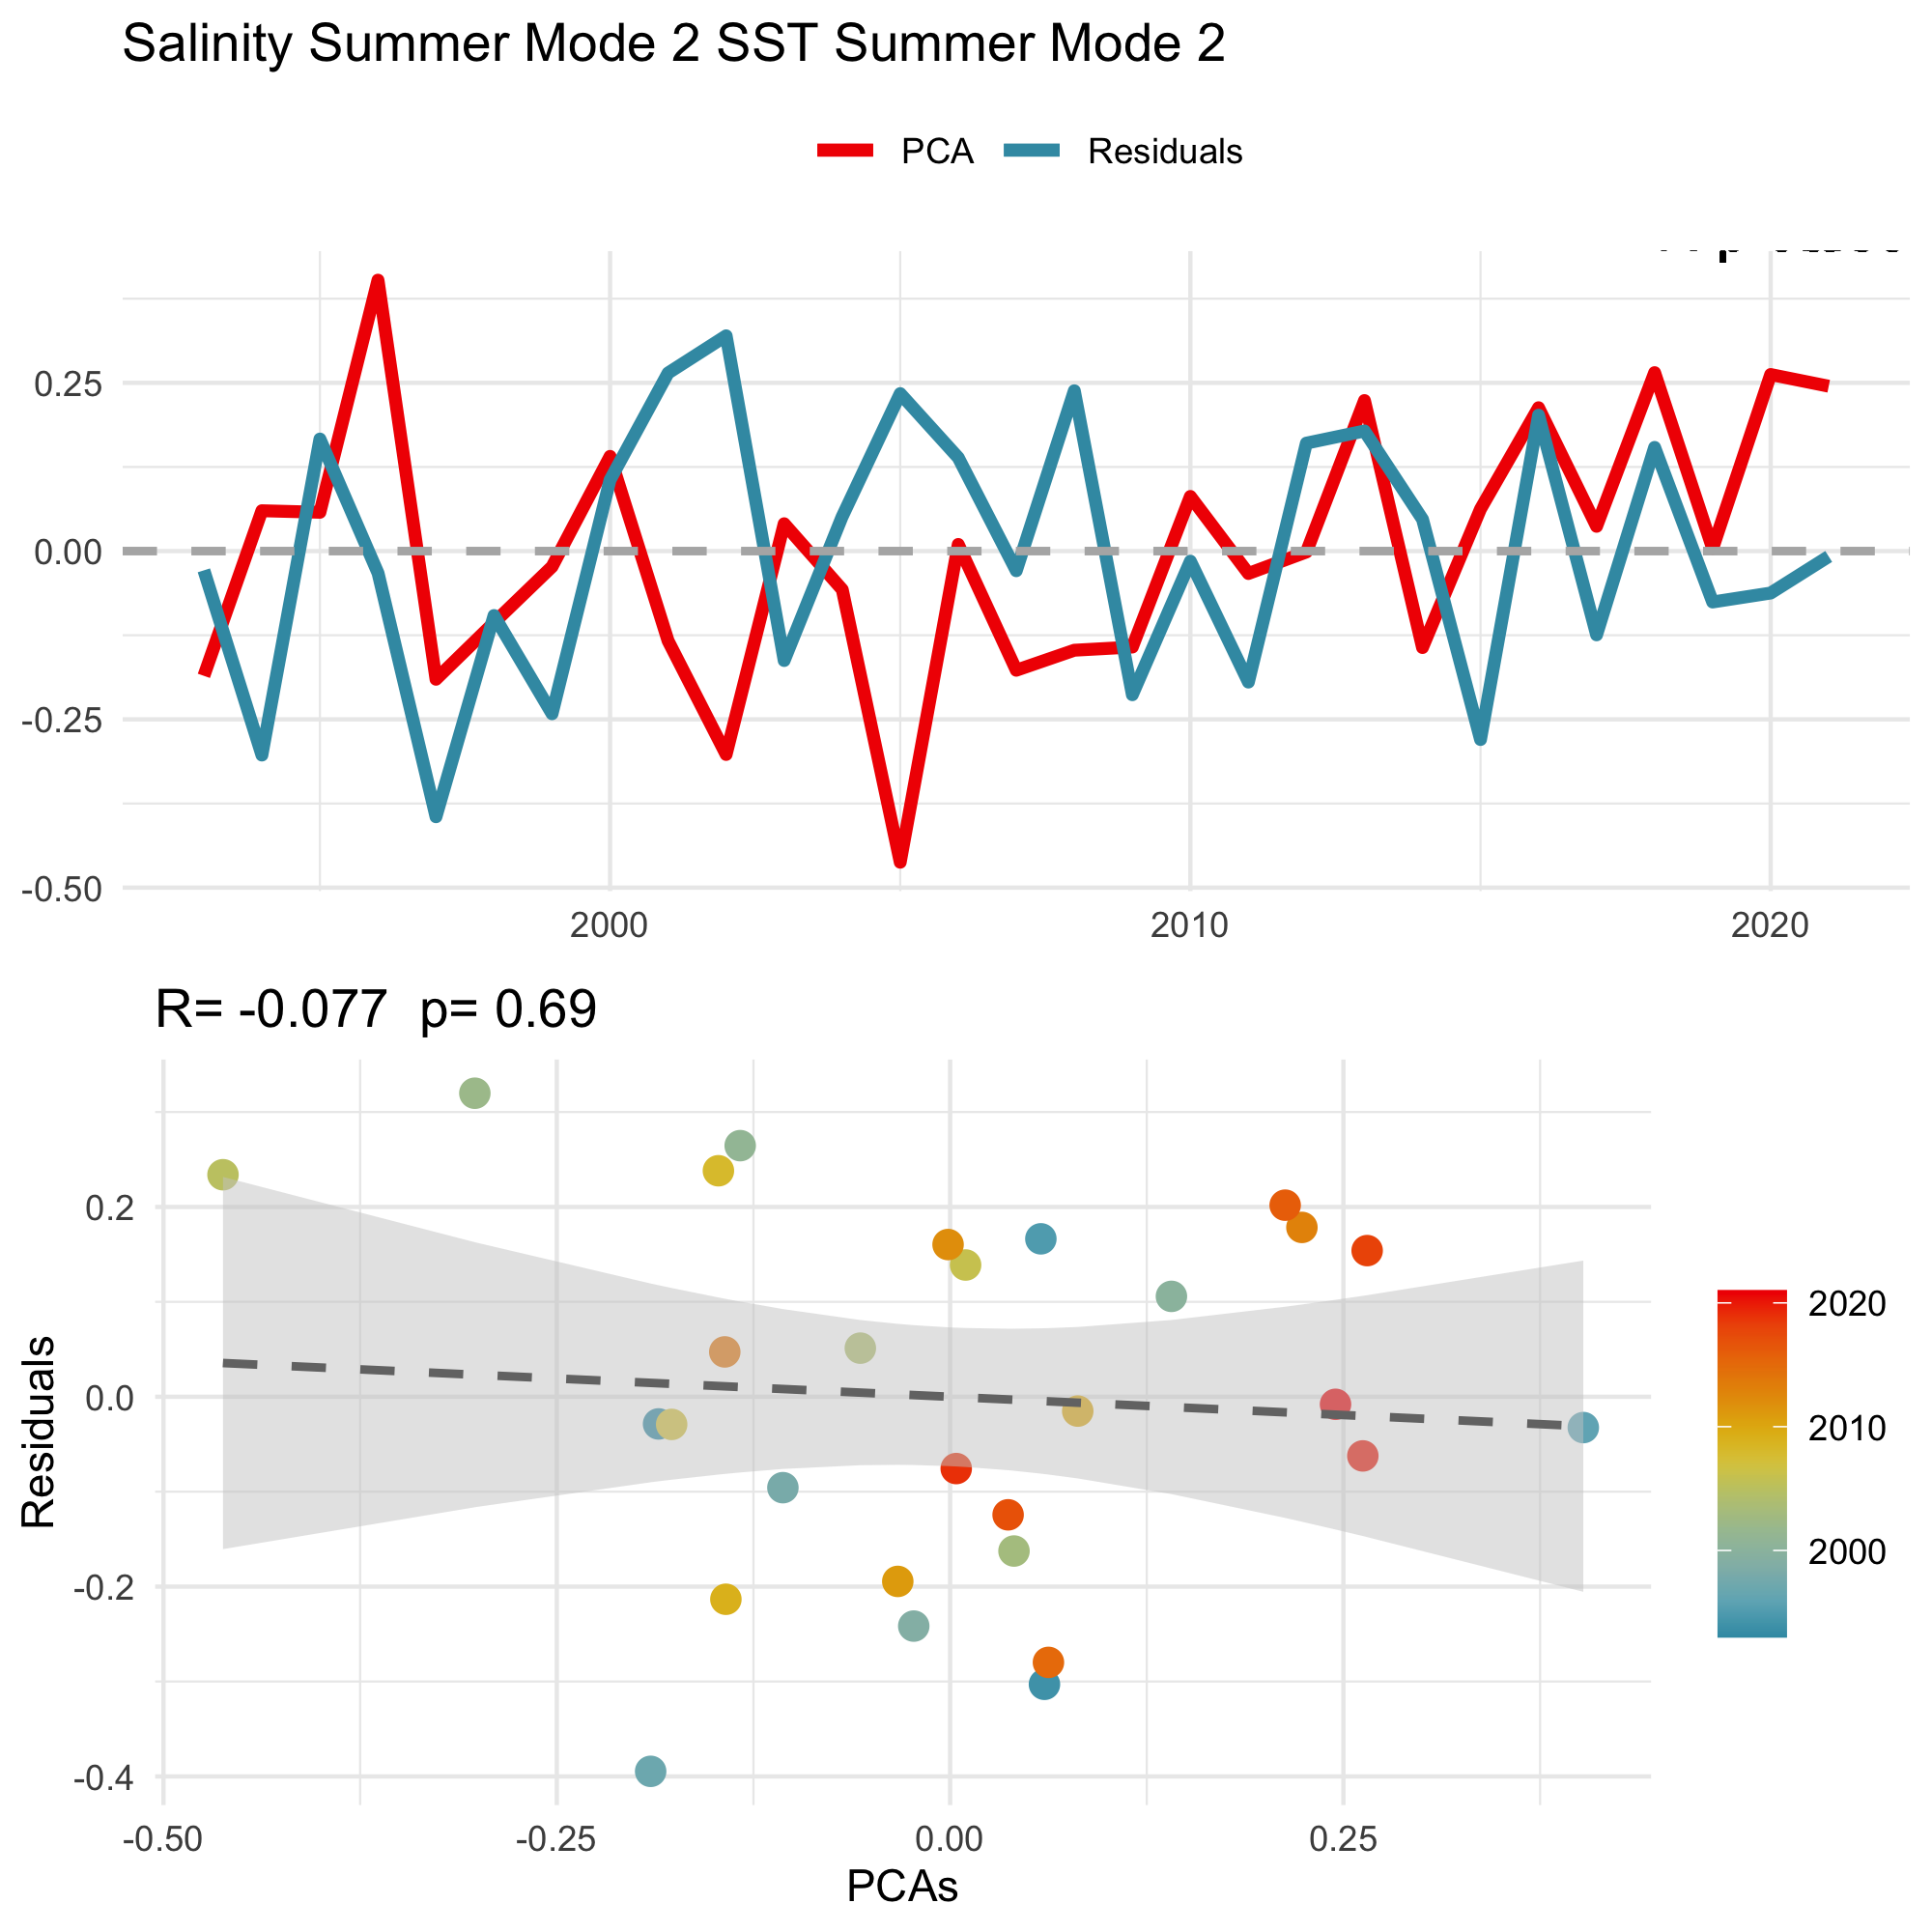 Salinity Summer Mode 2 SST Summer Mode 2
PCA Residuals
0.25
0.00
-0.25
-0.50
2000 2010 2020
R= -0.077 p= 0.69
Residuals
0.2
0.0
-0.2
-0.4
-0.50 -0.25 0.00 0.25
PCAs
2020
2010
2000